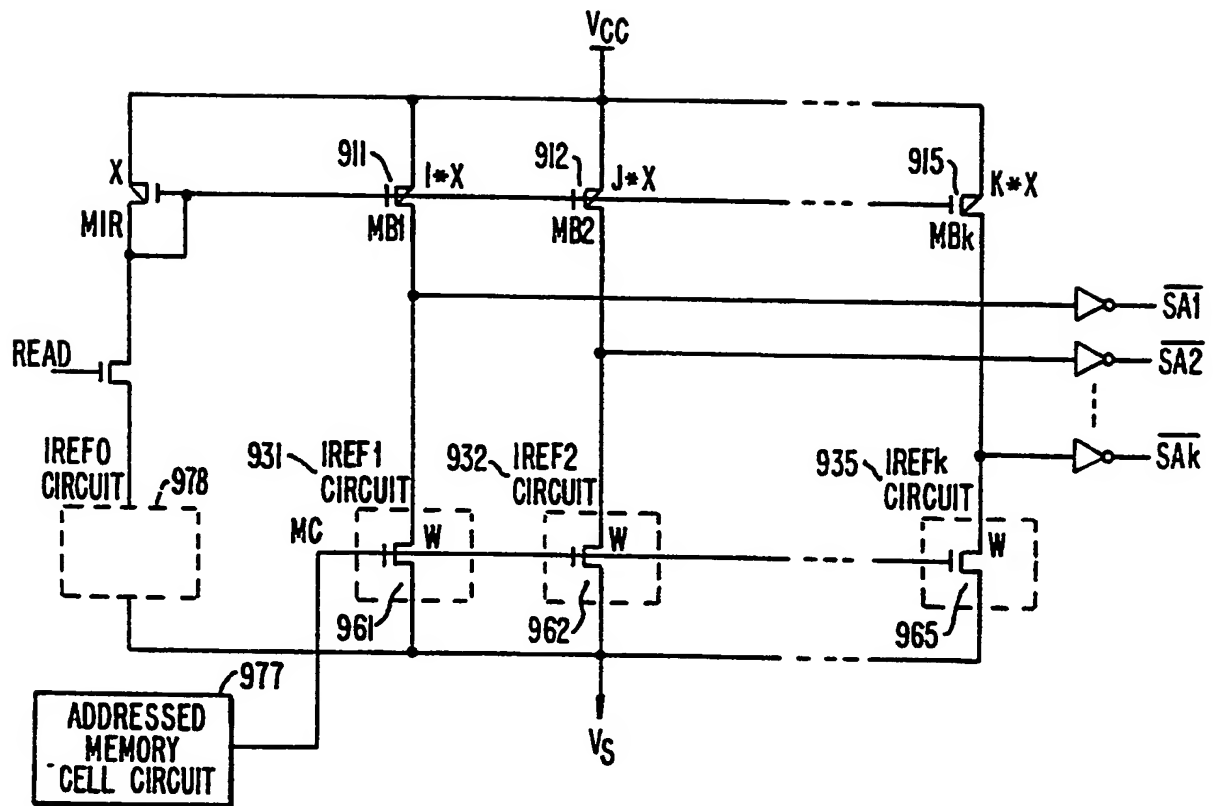 VCC
911
912
915
X
I*X
J*X
K*X
MIR
MB1
MB2
MBk
SA1
READ
SA2
IREF0
CIRCUIT
978
931
IREF1
CIRCUIT
932
IREF2
CIRCUIT
935
IREFk
CIRCUIT
SAk
MC
W
W
W
961
962
965
977
ADDRESSED
MEMORY
CELL CIRCUIT
VS